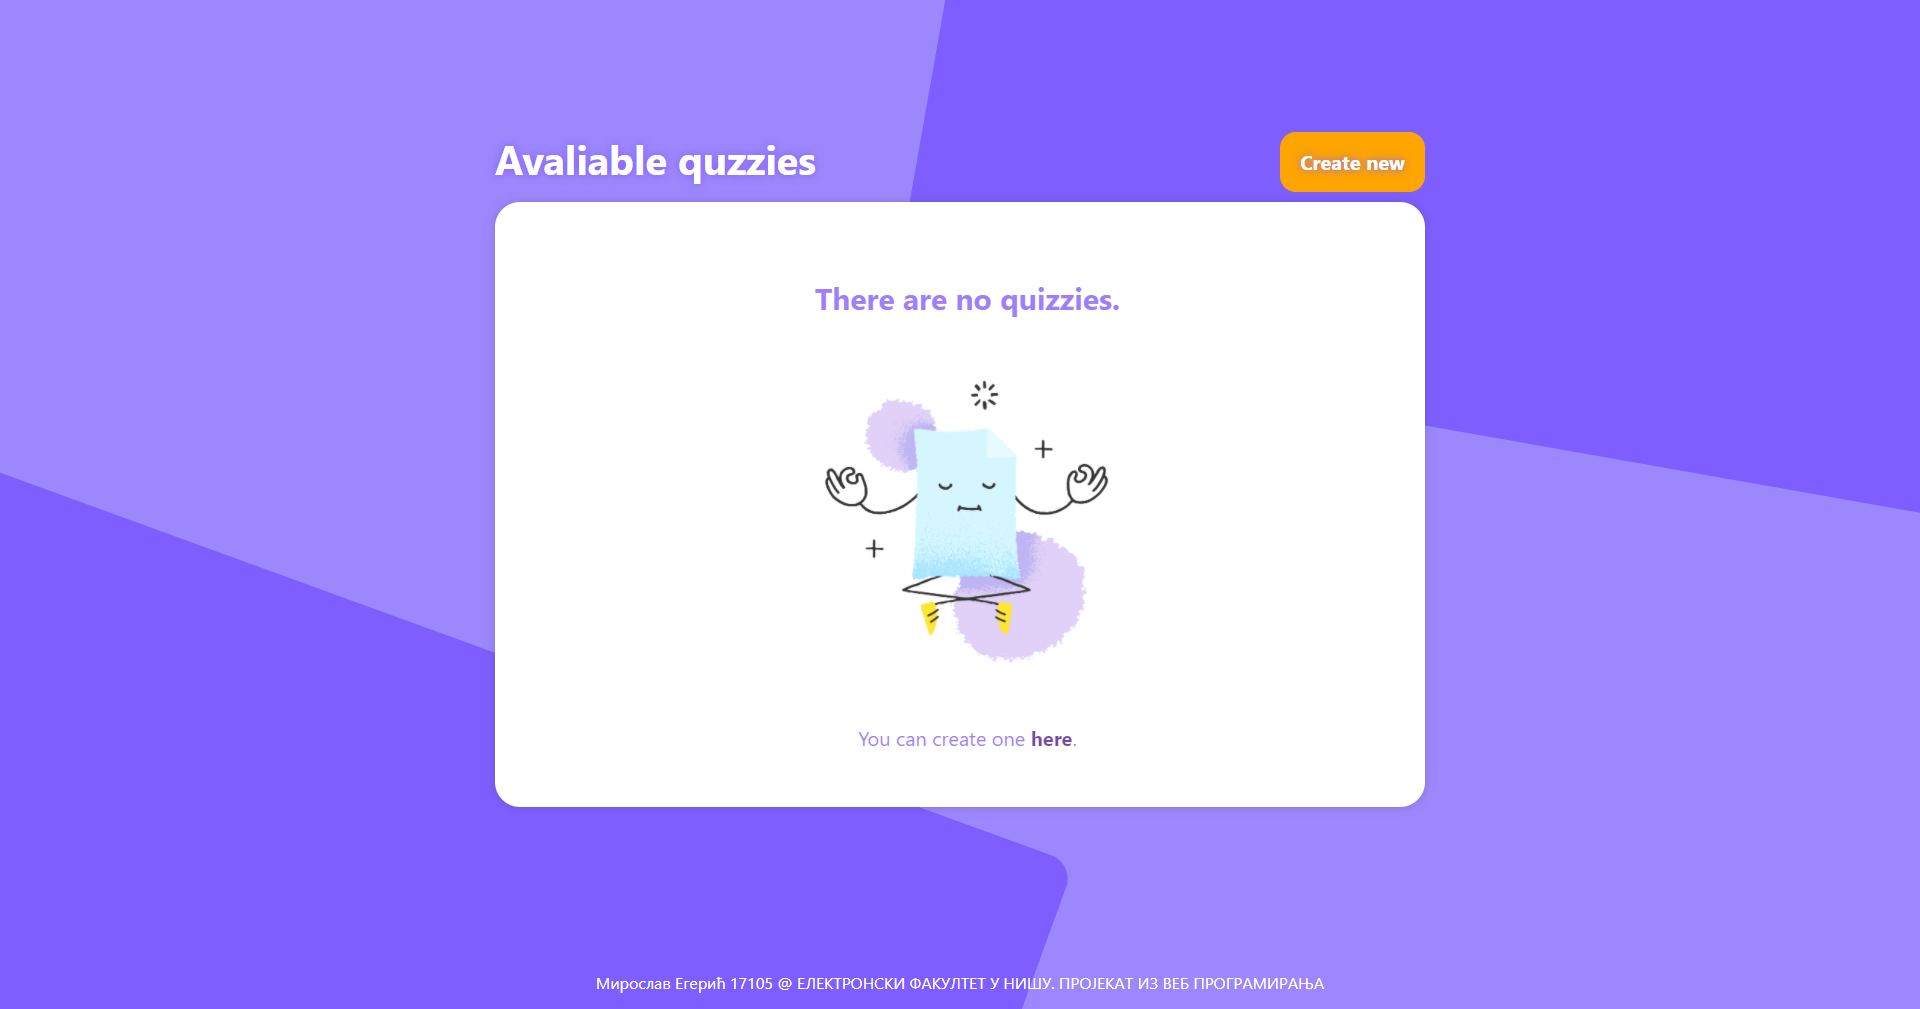 Avaliable quzzies
Create new
There are no quizzies.
You can create one here.
Мирослав Егерић 17105 @ ЕЛЕКТРОНСКИ ФАКУЛТЕТ У НИШУ. ПРОЈЕКАТ ИЗ ВЕБ ПРОГРАМИРАЊА